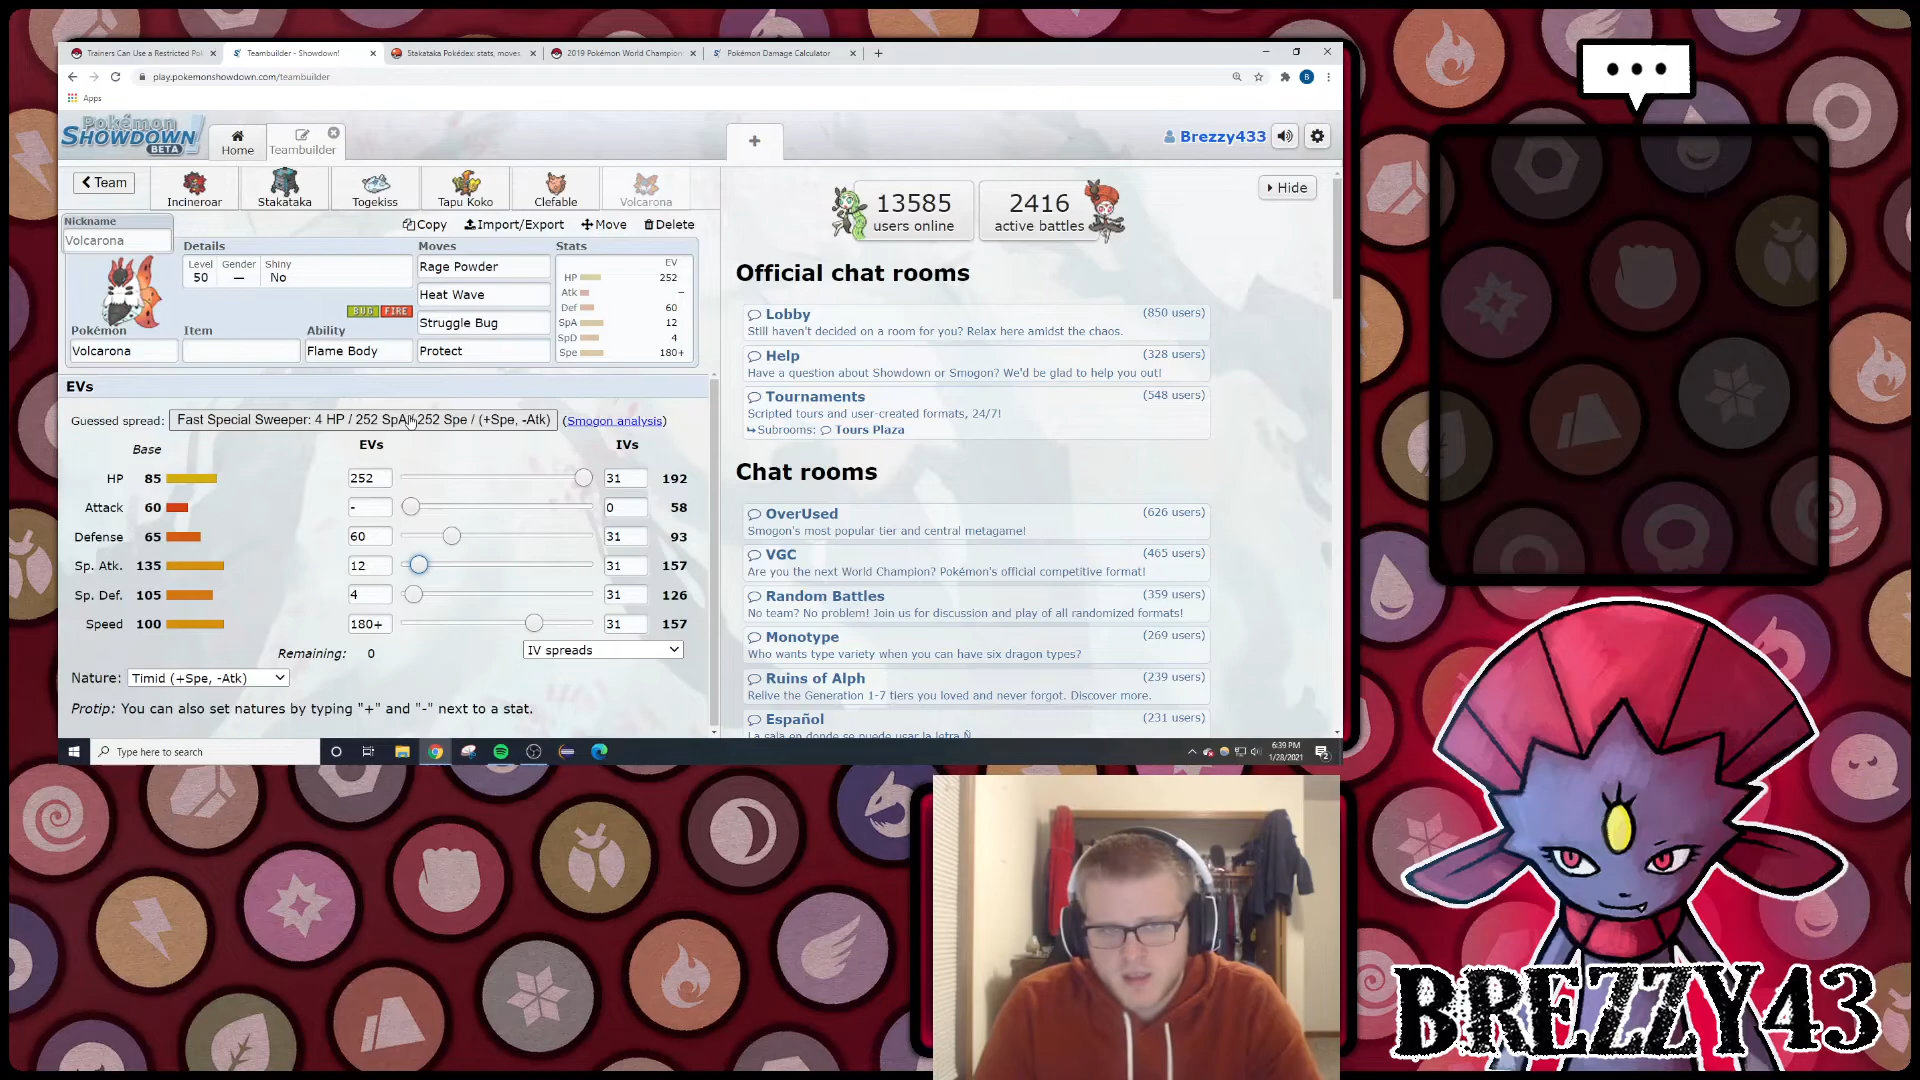 Trainers Can Use a Restricted Pok
Teambuilder - Showdown!
Stakataka Pokédex: stats, moves
2019 Pokémon World Champion
Pokémon Damage Calculator
play.pokemonshowdown.com/teambuilder
B
Apps
Pokémon
SHOWDOWN!
BETA
Home
Teambuilder
Brezzy433
Team
Incineroar
Stakataka
Togekiss
Tapu Koko
Clefable
Volcarona
Nickname
Volcarona
Copy
Import/Export
Move
Delete
Details
Level Gender Shiny
50 — No
BUG FIRE
Pokémon Item Ability
Volcarona Flame Body
Moves
Rage Powder
Heat Wave
Struggle Bug
Protect
Stats
EV
HP 252
Atk –
Def 60
SpA 12
SpD 4
Spe 180+
EVs
Guessed spread: Fast Special Sweeper: 4 HP / 252 SpA / 252 Spe / (+Spe, -Atk) (Smogon analysis)
Base EVs IVs
HP 85 252 31 192
Attack 60 - 0 58
Defense 65 60 31 93
Sp. Atk. 135 12 31 157
Sp. Def. 105 4 31 126
Speed 100 180+ 31 157
Remaining: 0 IV spreads
Nature: Timid (+Spe, -Atk)
Protip: You can also set natures by typing "+" and "-" next to a stat.
13585
users online
2416
active battles
Hide
Official chat rooms
Lobby (850 users)
Still haven't decided on a room for you? Relax here amidst the chaos.
Help (328 users)
Have a question about Showdown or Smogon? We'd be glad to help you out!
Tournaments (548 users)
Scripted tours and user-created formats, 24/7!
Subrooms: Tours Plaza
Chat rooms
OverUsed (626 users)
Smogon's most popular tier and central metagame!
VGC (465 users)
Are you the next World Champion? Pokémon's official competitive format!
Random Battles (359 users)
No team? No problem! Join us for discussion and play of all randomized formats!
Monotype (269 users)
Who wants type variety when you can have six dragon types?
Ruins of Alph (239 users)
Relive the Generation 1-7 tiers you loved and never forgot. Discover more.
Español (231 users)
La sala en donde se puede usar la letra Ñ
Type here to search
6:39 PM
1/28/2021
2
BREZZY43